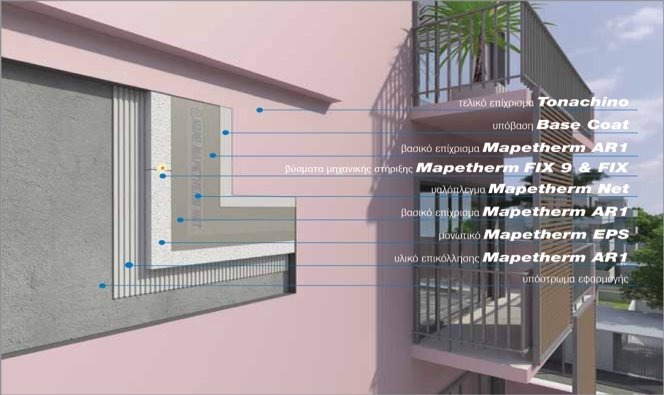 τελικό επίχρισμα Tonachino
υπόβαση Base Coat
βασικό επίχρισμα Mapetherm AR1
βύσματα μηχανικής στήριξης Mapetherm FIX 9 & FIX
υαλόπλεγμα Mapetherm Net
βασικό επίχρισμα Mapetherm AR1
μονωτικό Mapetherm EPS
υλικό επικόλλησης Mapetherm AR1
υπόστρωμα εφαρμογής